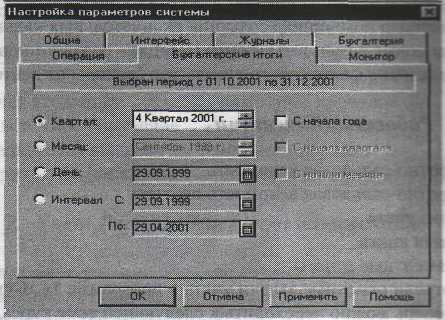 Настройка параметров системы
Общие Интерфейс Журналы Бухгалтерия
Операция Бухгалтерские итоги Монитор
Выбран период с 01.10.2001 по 31.12.2001
Квартал: 4 Квартал 2001 г. С начала года
Месяц: Сентябрь 1999 г. С начала квартала
День: 29.09.1999 С начала месяца
Интервал С: 29.09.1999
По: 29.04.2001
OK Отмена Применить Помощь